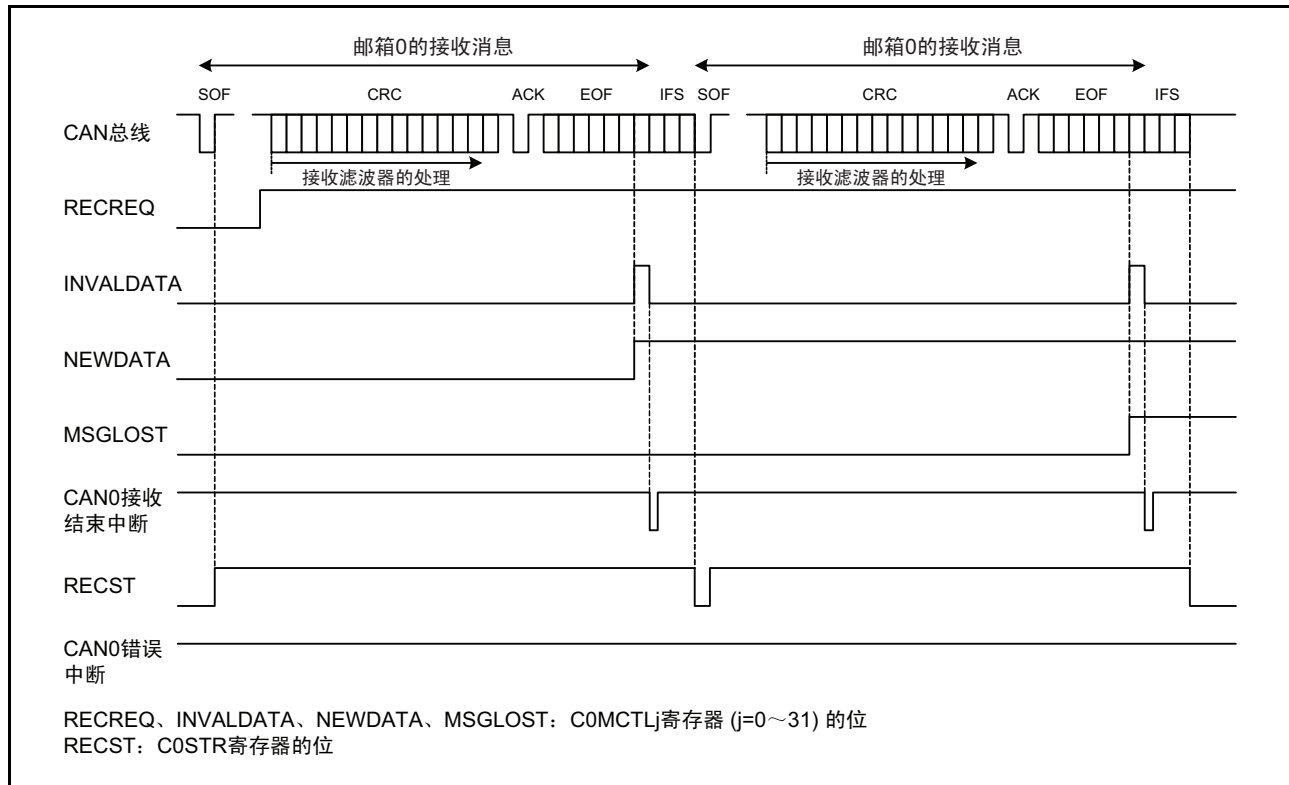 邮箱0的接收消息 邮箱0的接收消息
SOF CRC ACK EOF IFS SOF CRC ACK EOF IFS
CAN总线
接收滤波器的处理 接收滤波器的处理
RECREQ
INVALDATA
NEWDATA
MSGLOST
CAN0接收
结束中断
RECST
CAN0错误
中断
RECREQ、INVALDATA、NEWDATA、MSGLOST：C0MCTLj寄存器 (j=0～31) 的位
RECST：C0STR寄存器的位